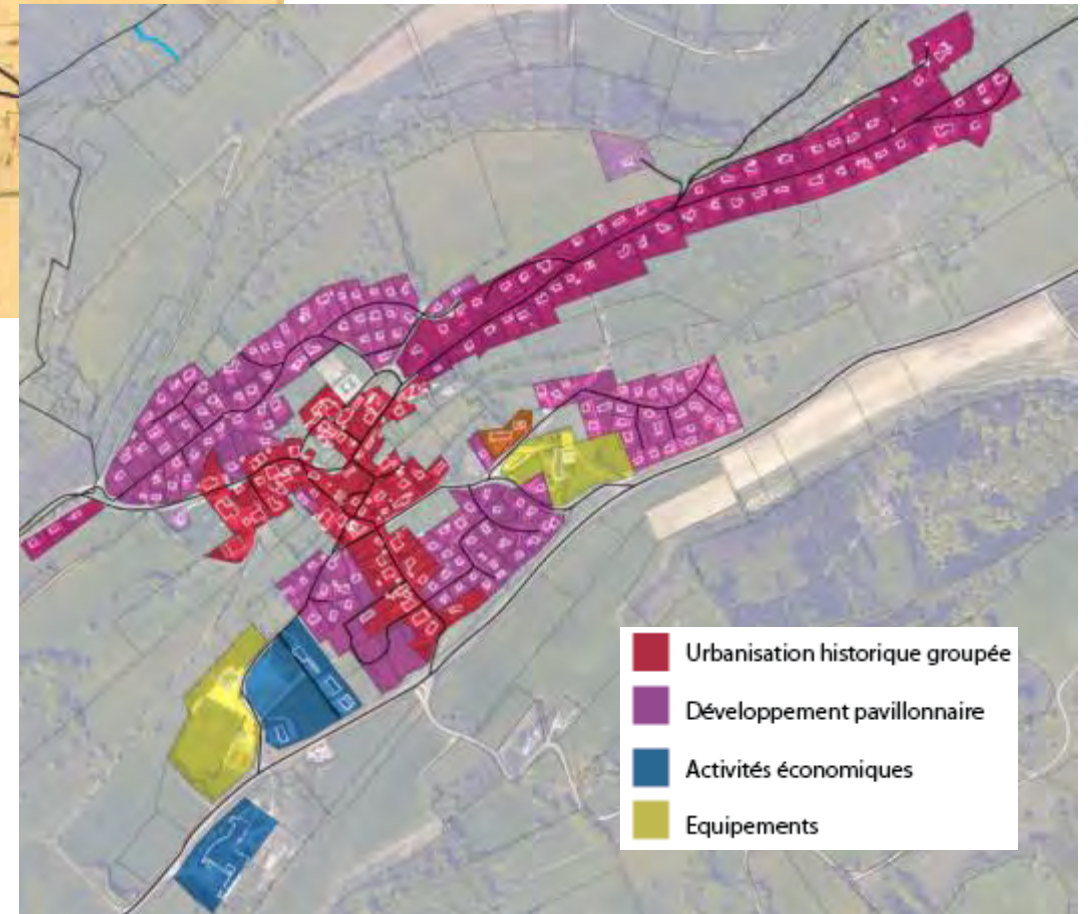 Urbanisation historique groupée
Développement pavillonnaire
Activités économiques
Equipements